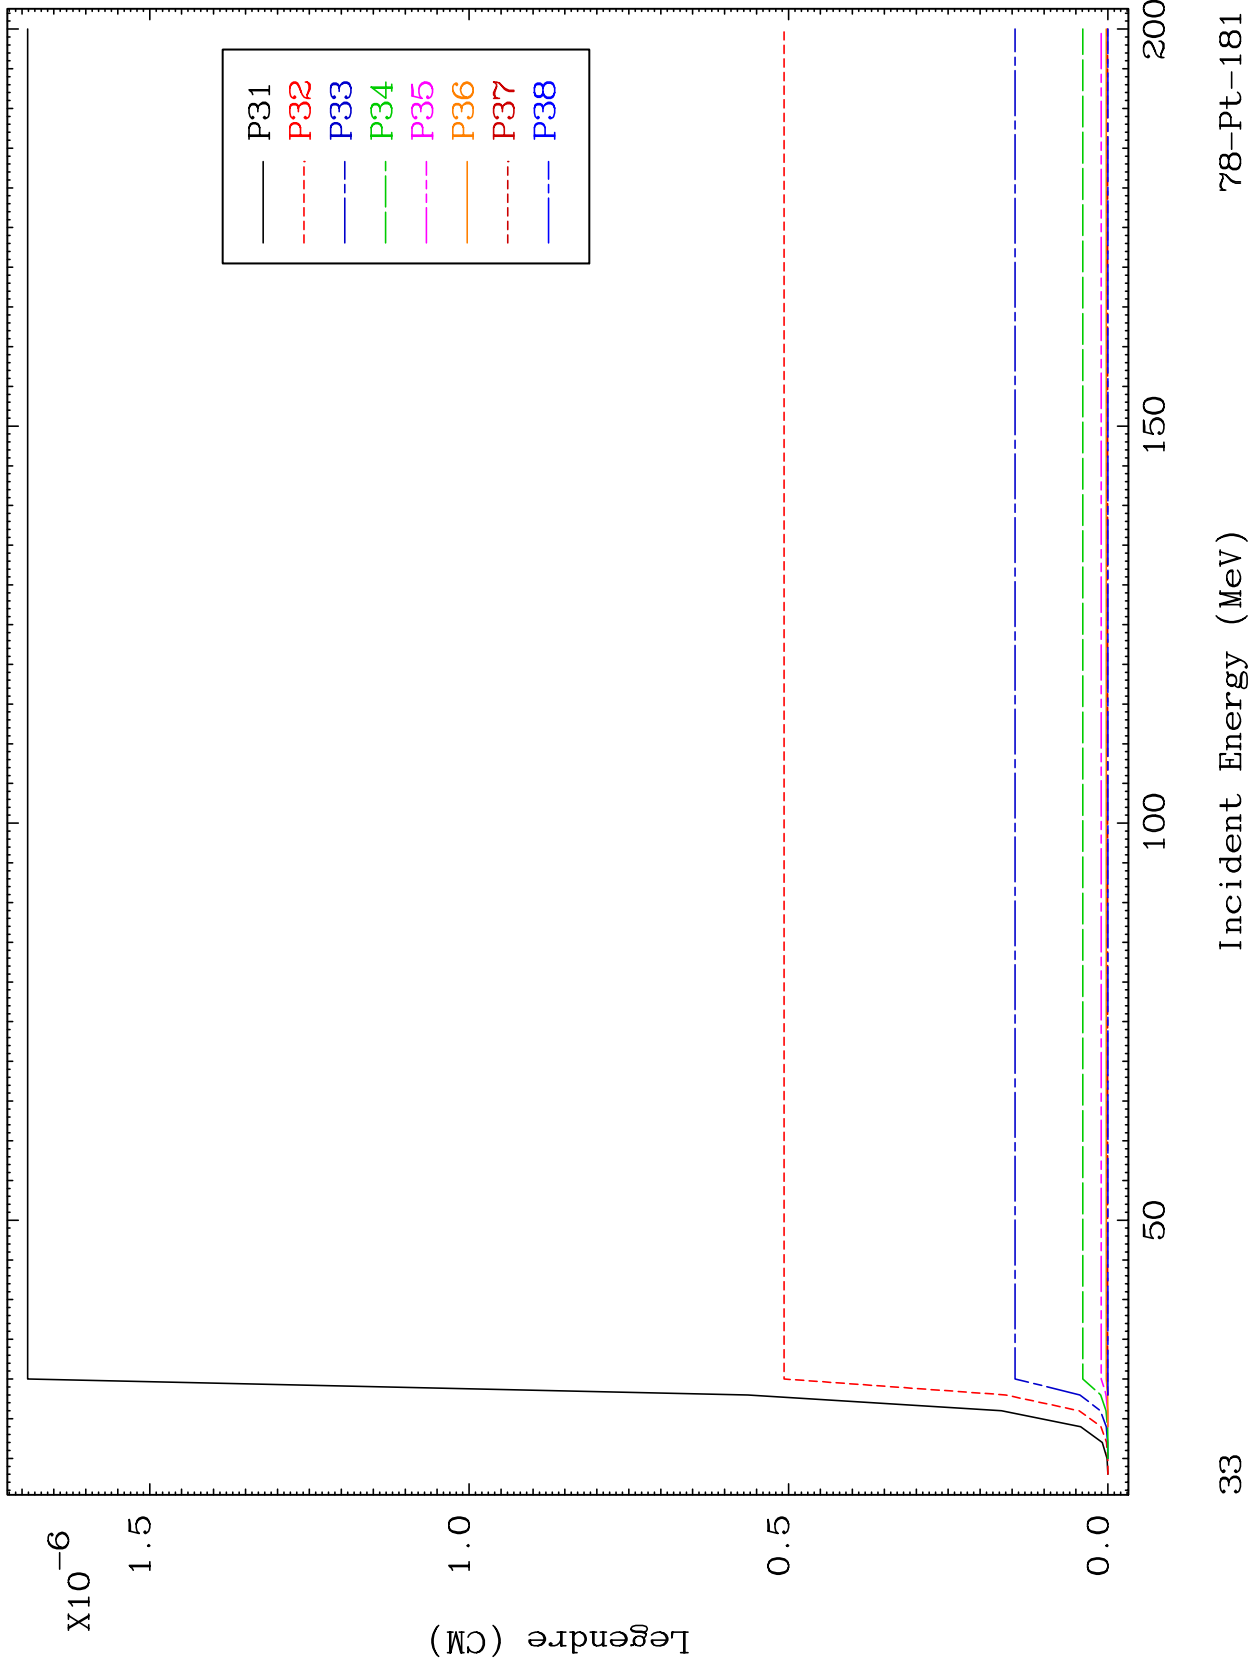 X10-6
1.5
1.0
0.5
0.0
Legendre (CM)
P31
P32
P33
P34
P35
P36
P37
P38
50
100
150
200
Incident Energy (MeV)
33
78-Pt-181